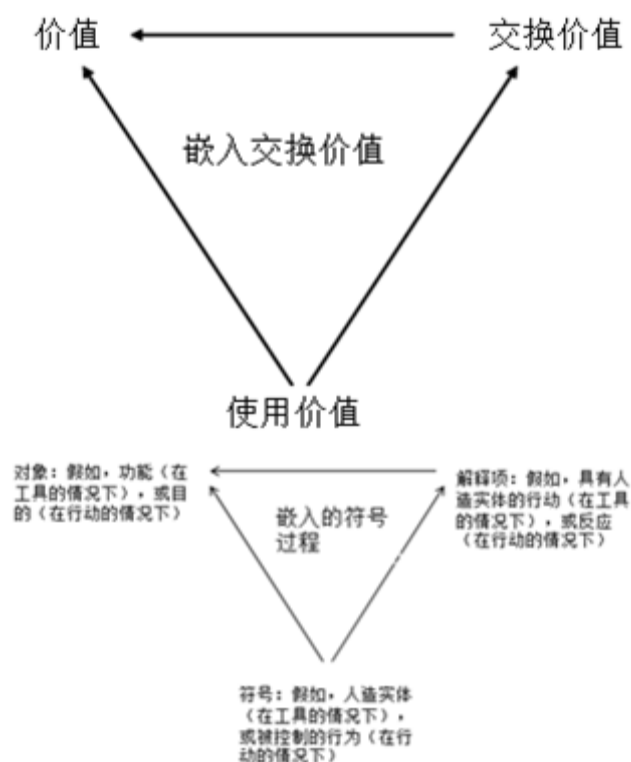 价值
交换价值
嵌入交换价值
使用价值
对象：假如，功能（在
工具的情况下），或目
的（在行动的情况下）
解释项：假如，具有人
造实体的行动（在工具
的情况下），或反应
（在行动的情况下）
嵌入的符号
过程
符号：假如，人造实体
（在工具的情况下），
或被控制的行为（在行
动的情况下）